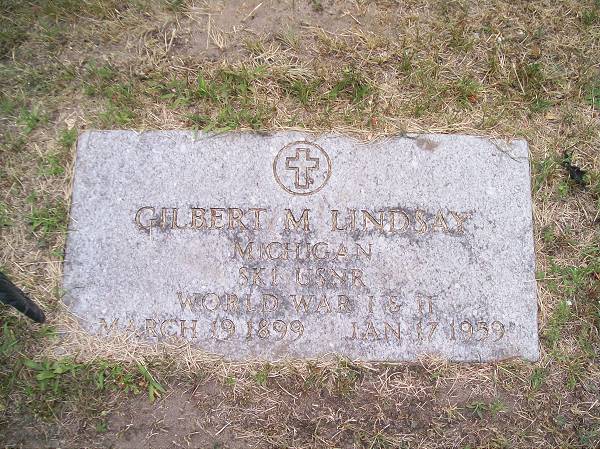 GILBERT M LINDSAY
MICHIGAN
SK1 USNR
WORLD WAR I & II
MARCH 19 1899 JAN 17 1959